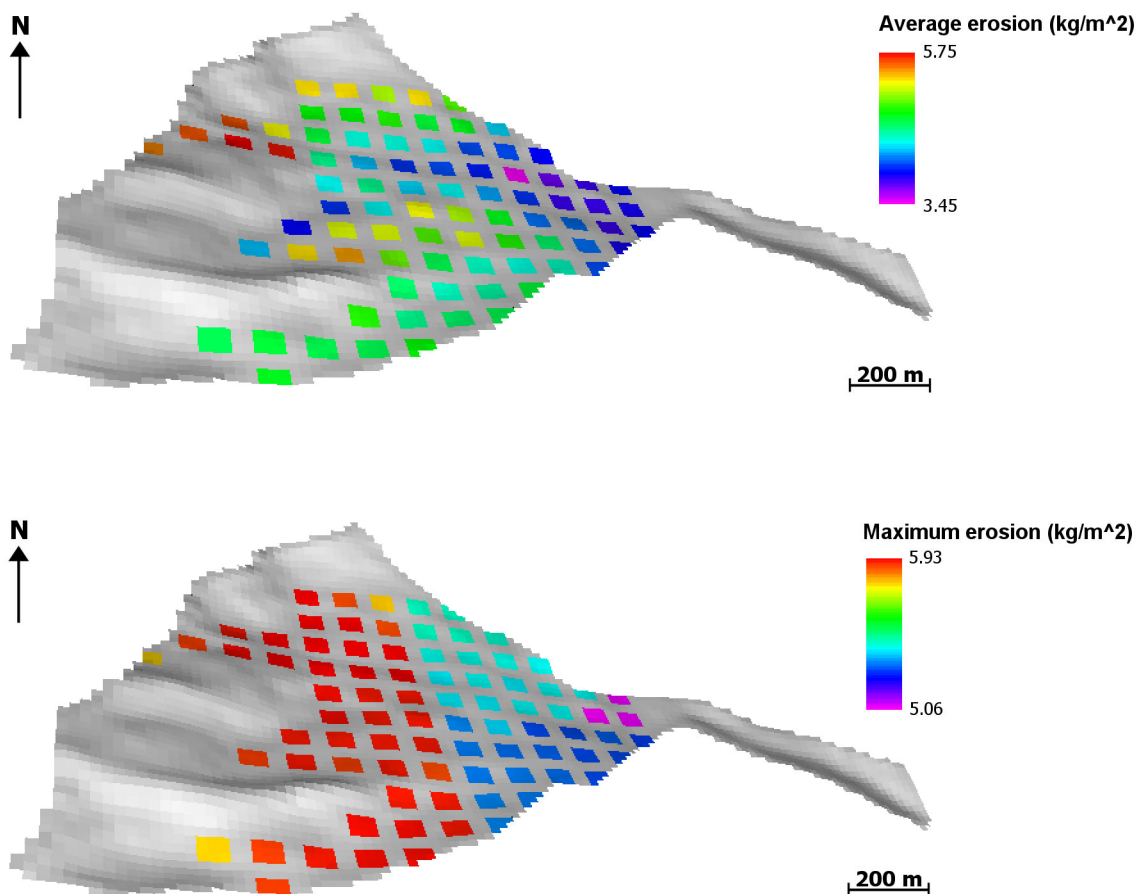 N
Average erosion (kg/m^2)
5.75
3.45
200 m
N
Maximum erosion (kg/m^2)
5.93
5.06
200 m